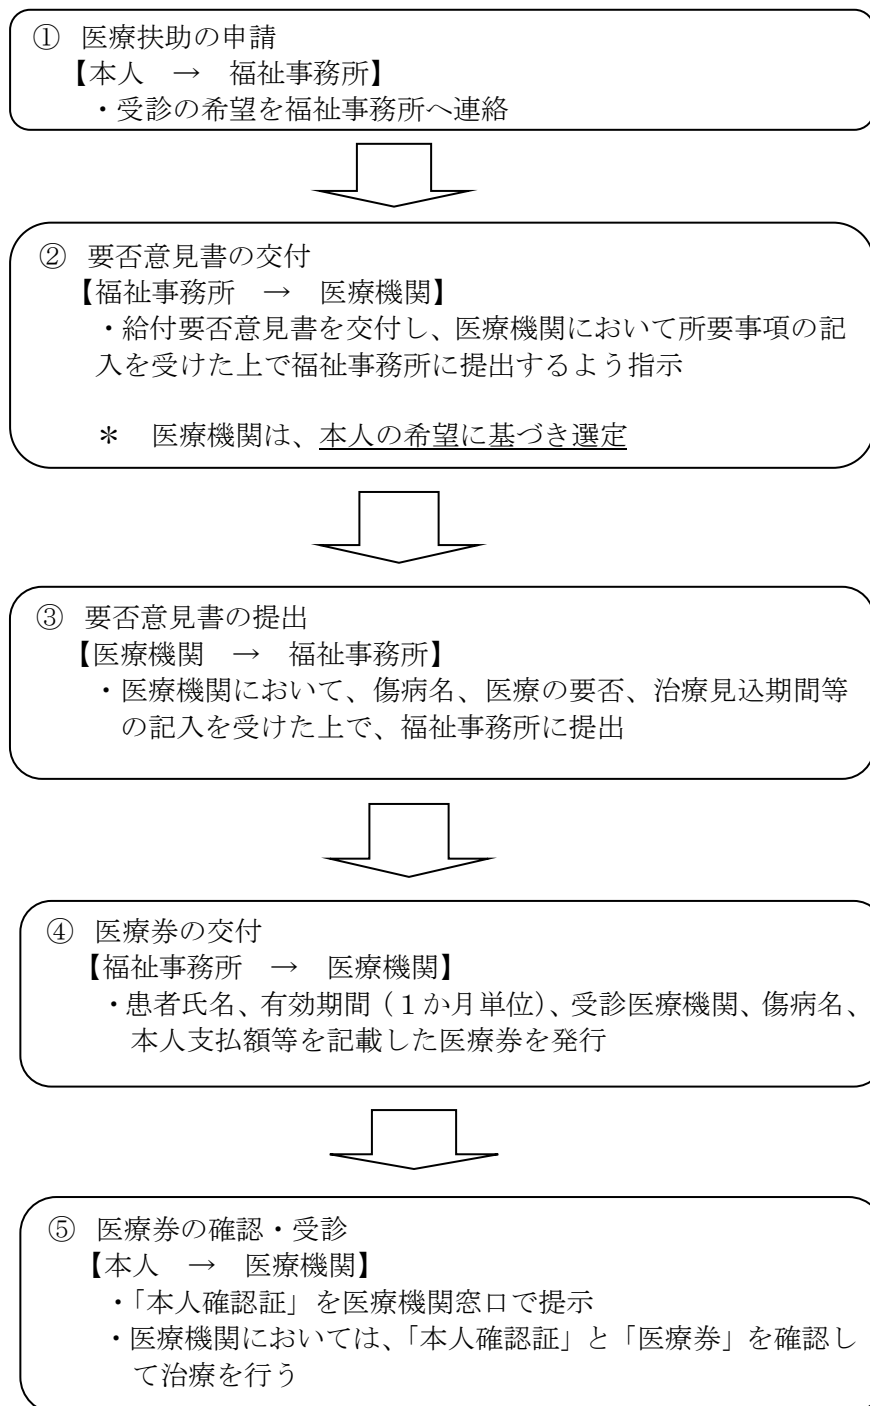 ① 医療扶助の申請
【本人 → 福祉事務所】
・受診の希望を福祉事務所へ連絡
② 要否意見書の交付
【福祉事務所 → 医療機関】
・給付要否意見書を交付し、医療機関において所要事項の記
入を受けた上で福祉事務所に提出するよう指示
＊ 医療機関は、本人の希望に基づき選定
③ 要否意見書の提出
【医療機関 → 福祉事務所】
・医療機関において、傷病名、医療の要否、治療見込期間等
の記入を受けた上で、福祉事務所に提出
④ 医療券の交付
【福祉事務所 → 医療機関】
・患者氏名、有効期間（１か月単位）、受診医療機関、傷病名、
本人支払額等を記載した医療券を発行
⑤ 医療券の確認・受診
【本人 → 医療機関】
・「本人確認証」を医療機関窓口で提示
・医療機関においては、「本人確認証」と「医療券」を確認し
て治療を行う